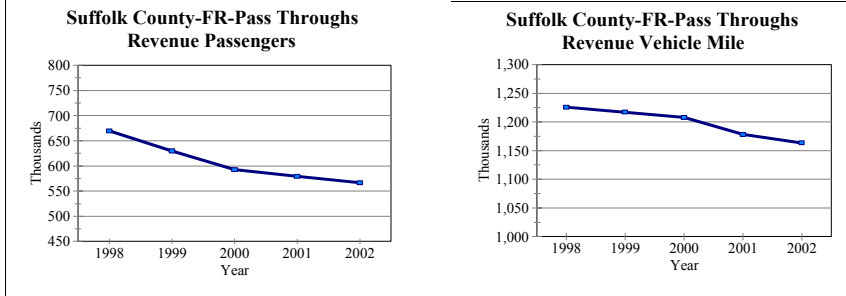 Suffolk County-FR-Pass Throughs
Revenue Passengers
800
750
700
650
600
550
500
450
Thousands
1998 1999 2000 2001 2002
Year
Suffolk County-FR-Pass Throughs
Revenue Vehicle Mile
1,300
1,250
1,200
1,150
1,100
1,050
1,000
Thousands
1998 1999 2000 2001 2002
Year